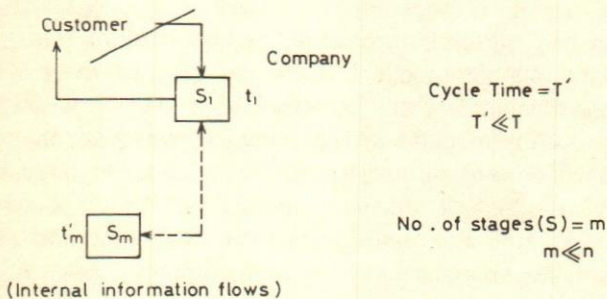 Customer
Company
S₁ t₁
Cycle Time = T′
T′ ≪ T
t′m Sm
No. of stages(S) = m
m ≪ n
(Internal information flows)